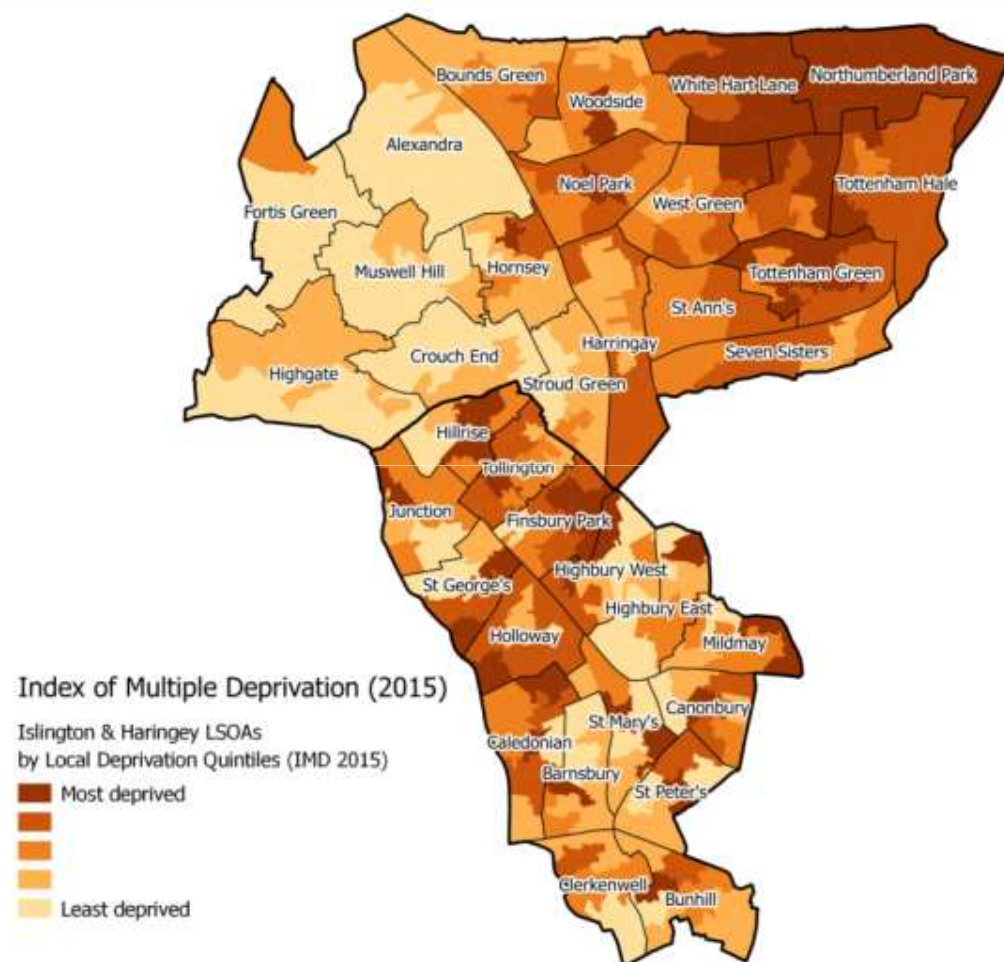 Bounds Green
Woodside
White Hart Lane
Northumberland Park
Alexandra
Noel Park
Tottenham Hale
West Green
Fortis Green
Muswell Hill
Hornsey
Tottenham Green
St Ann's
Harringay
Seven Sisters
Crouch End
Highgate
Stroud Green
Hillrise
Tollington
Junction
Finsbury Park
Highbury West
St George's
Highbury East
Holloway
Mildmay
Index of Multiple Deprivation (2015)
Canonbury
St Mary's
Islington & Haringey LSOAs
Caledonian
by Local Deprivation Quintiles (IMD 2015)
Barnsbury
St Peter's
Most deprived
Clerkenwell
Bunhill
Least deprived